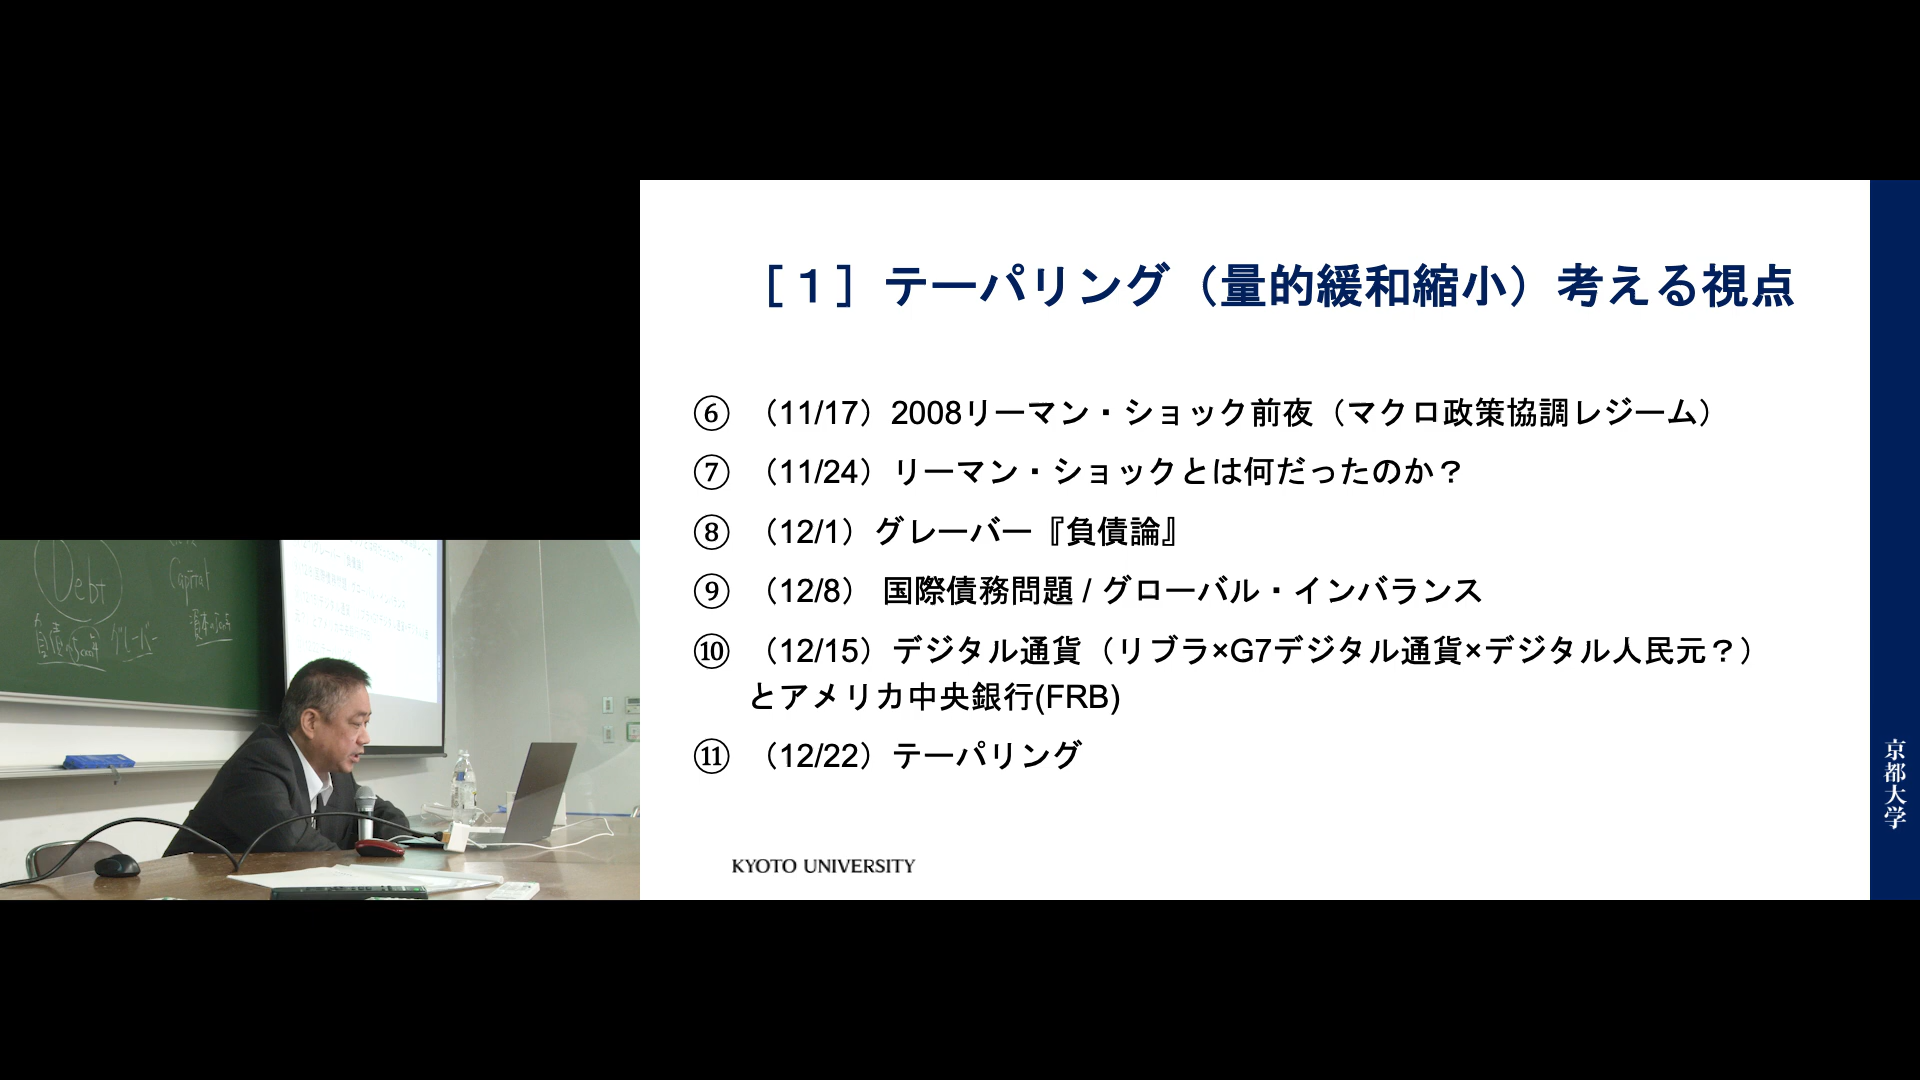 ［１］テーパリング（量的緩和縮小）考える視点
⑥ （11/17）2008リーマン・ショック前夜（マクロ政策協調レジーム）
⑦ （11/24）リーマン・ショックとは何だったのか？
⑧ （12/1）グレーバー『負債論』
⑨ （12/8） 国際債務問題 / グローバル・インバランス
⑩ （12/15）デジタル通貨（リブラ×G7デジタル通貨×デジタル人民元？）
とアメリカ中央銀行(FRB)
⑪ （12/22）テーパリング
KYOTO UNIVERSITY
京都大学
Debt
Capital
グレーバー